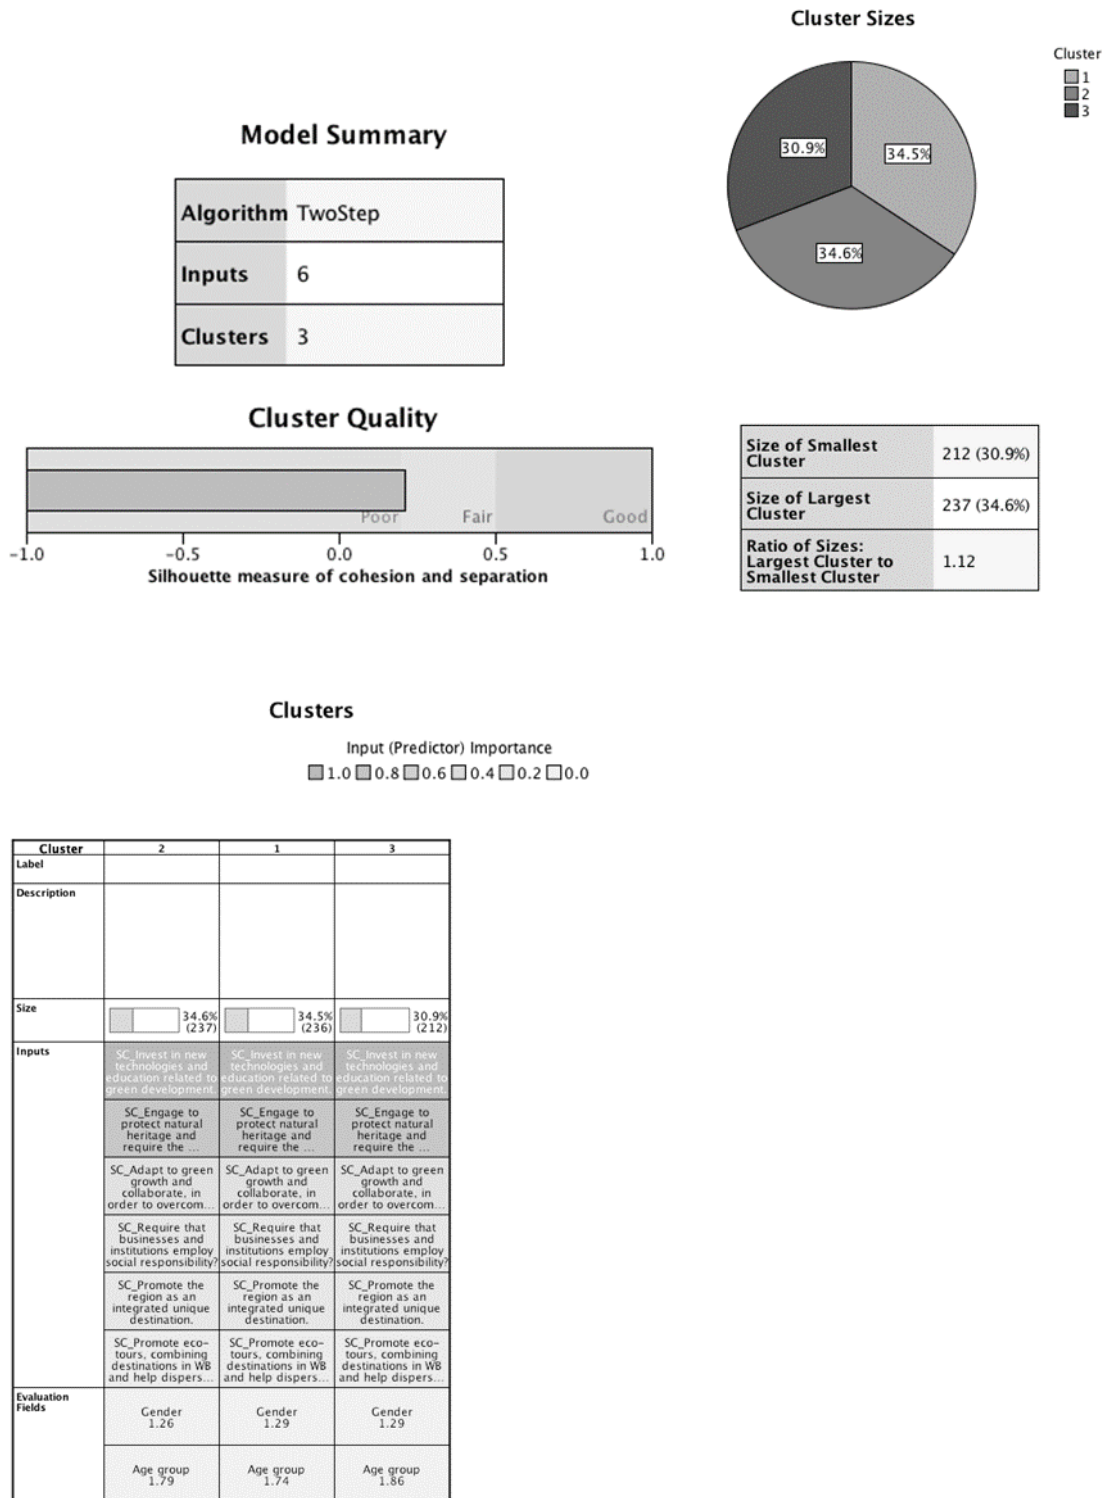 Cluster Sizes
Cluster
1
2
3
30.9%
34.5%
34.6%
Model Summary
Algorithm TwoStep
Inputs 6
Clusters 3
Cluster Quality
Poor Fair Good
-1.0 -0.5 0.0 0.5 1.0
Silhouette measure of cohesion and separation
Size of Smallest
Cluster
212 (30.9%)
Size of Largest
Cluster
237 (34.6%)
Ratio of Sizes:
Largest Cluster to
Smallest Cluster
1.12
Clusters
Input (Predictor) Importance
1.0 0.8 0.6 0.4 0.2 0.0
Cluster 2 1 3
Label
Description
Size
34.6% 34.5% 30.9%
(237) (236) (212)
Inputs
SC_Invest in new SC_Invest in new SC_Invest in new
technologies and technologies and technologies and
education related to education related to education related to
green development. green development. green development.
SC_Engage to SC_Engage to SC_Engage to
protect natural protect natural protect natural
heritage and heritage and heritage and
require the ... require the ... require the ...
SC_Adapt to green SC_Adapt to green SC_Adapt to green
growth and growth and growth and
collaborate, in collaborate, in collaborate, in
order to overcom... order to overcom... order to overcom...
SC_Require that SC_Require that SC_Require that
businesses and businesses and businesses and
institutions employ institutions employ institutions employ
social responsibility? social responsibility? social responsibility?
SC_Promote the SC_Promote the SC_Promote the
region as an region as an region as an
integrated unique integrated unique integrated unique
destination. destination. destination.
SC_Promote eco- SC_Promote eco- SC_Promote eco-
tours, combining tours, combining tours, combining
destinations in WB destinations in WB destinations in WB
and help dispers... and help dispers... and help dispers...
Evaluation
Fields
Gender Gender Gender
1.26 1.29 1.29
Age group Age group Age group
1.79 1.74 1.86